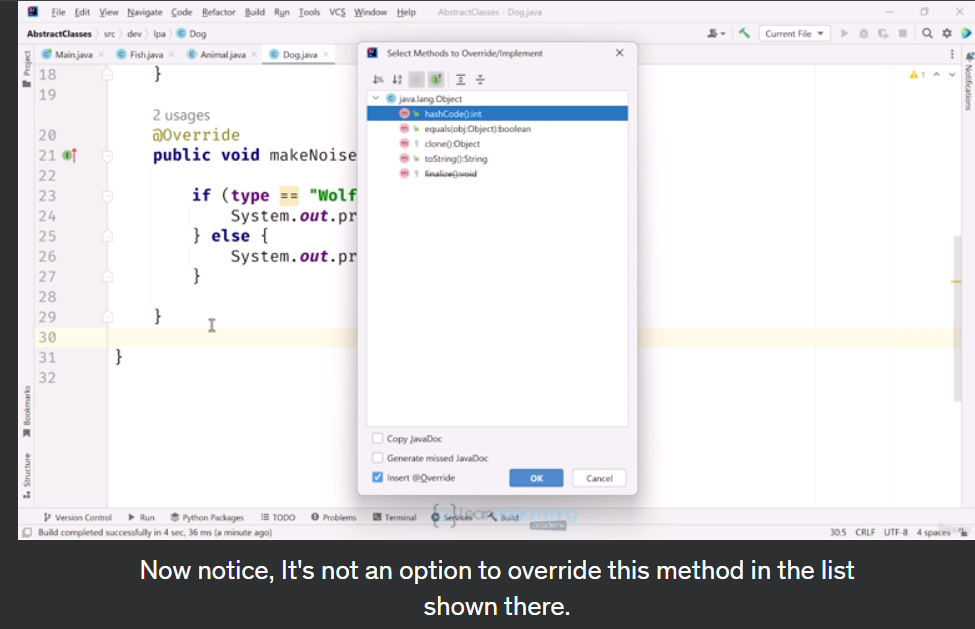 File Edit View Navigate Code Refactor Build Run Tools VCS Window Help AbstractClasses - Dog.java
AbstractClasses src dev lpa Dog Current File
Main.java Fish.java Animal.java Dog.java
Project
Notifications
Bookmarks
Structure
18 }
19
2 usages
20 @Override
21 public void makeNoise
22
23 if (type == "Wolf
24 System.out.pr
25 } else {
26 System.out.pr
27 }
28
29 }
30
31 }
32
1
Select Methods to Override/Implement
java.lang.Object
hashCode():int
equals(obj:Object):boolean
clone():Object
toString():String
finalize():void
Copy JavaDoc
Generate missed JavaDoc
Insert @Override
OK Cancel
Version Control Run Python Packages TODO Problems Terminal Services Build
academy
Build completed successfully in 4 sec, 36 ms (a minute ago) 30:5 CRLF UTF-8 4 spaces
Now notice, It's not an option to override this method in the list
shown there.